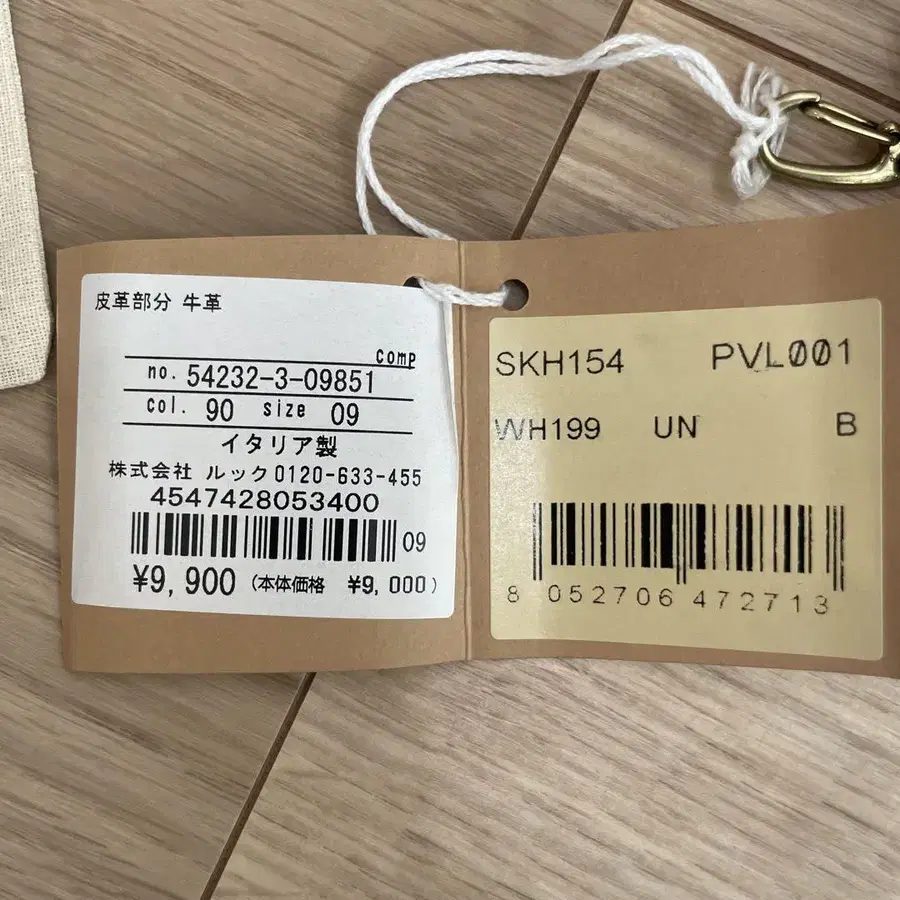 皮革部分 牛革
comp
no. 54232-3-09851
col. 90 size 09
イタリア製
株式会社 ルック 0120-633-455
4547428053400
09
¥9,900 (本体価格 ¥9,000)
SKH154 PVL001
WH199 UN B
8 052706 472713